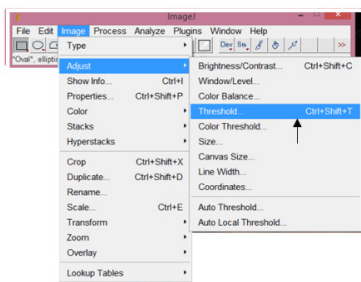 ImageJ
File Edit Image Process Analyze Plugins Window Help
Dev Stk
>>
*Oval*, elliptic
Type
Adjust
Show Info... Ctrl+I
Properties... Ctrl+Shift+P
Color
Stacks
Hyperstacks
Crop Ctrl+Shift+X
Duplicate... Ctrl+Shift+D
Rename...
Scale... Ctrl+E
Transform
Zoom
Overlay
Lookup Tables
Brightness/Contrast... Ctrl+Shift+C
Window/Level...
Color Balance...
Threshold... Ctrl+Shift+T
Color Threshold...
Size...
Canvas Size...
Line Width...
Coordinates...
Auto Threshold...
Auto Local Threshold...